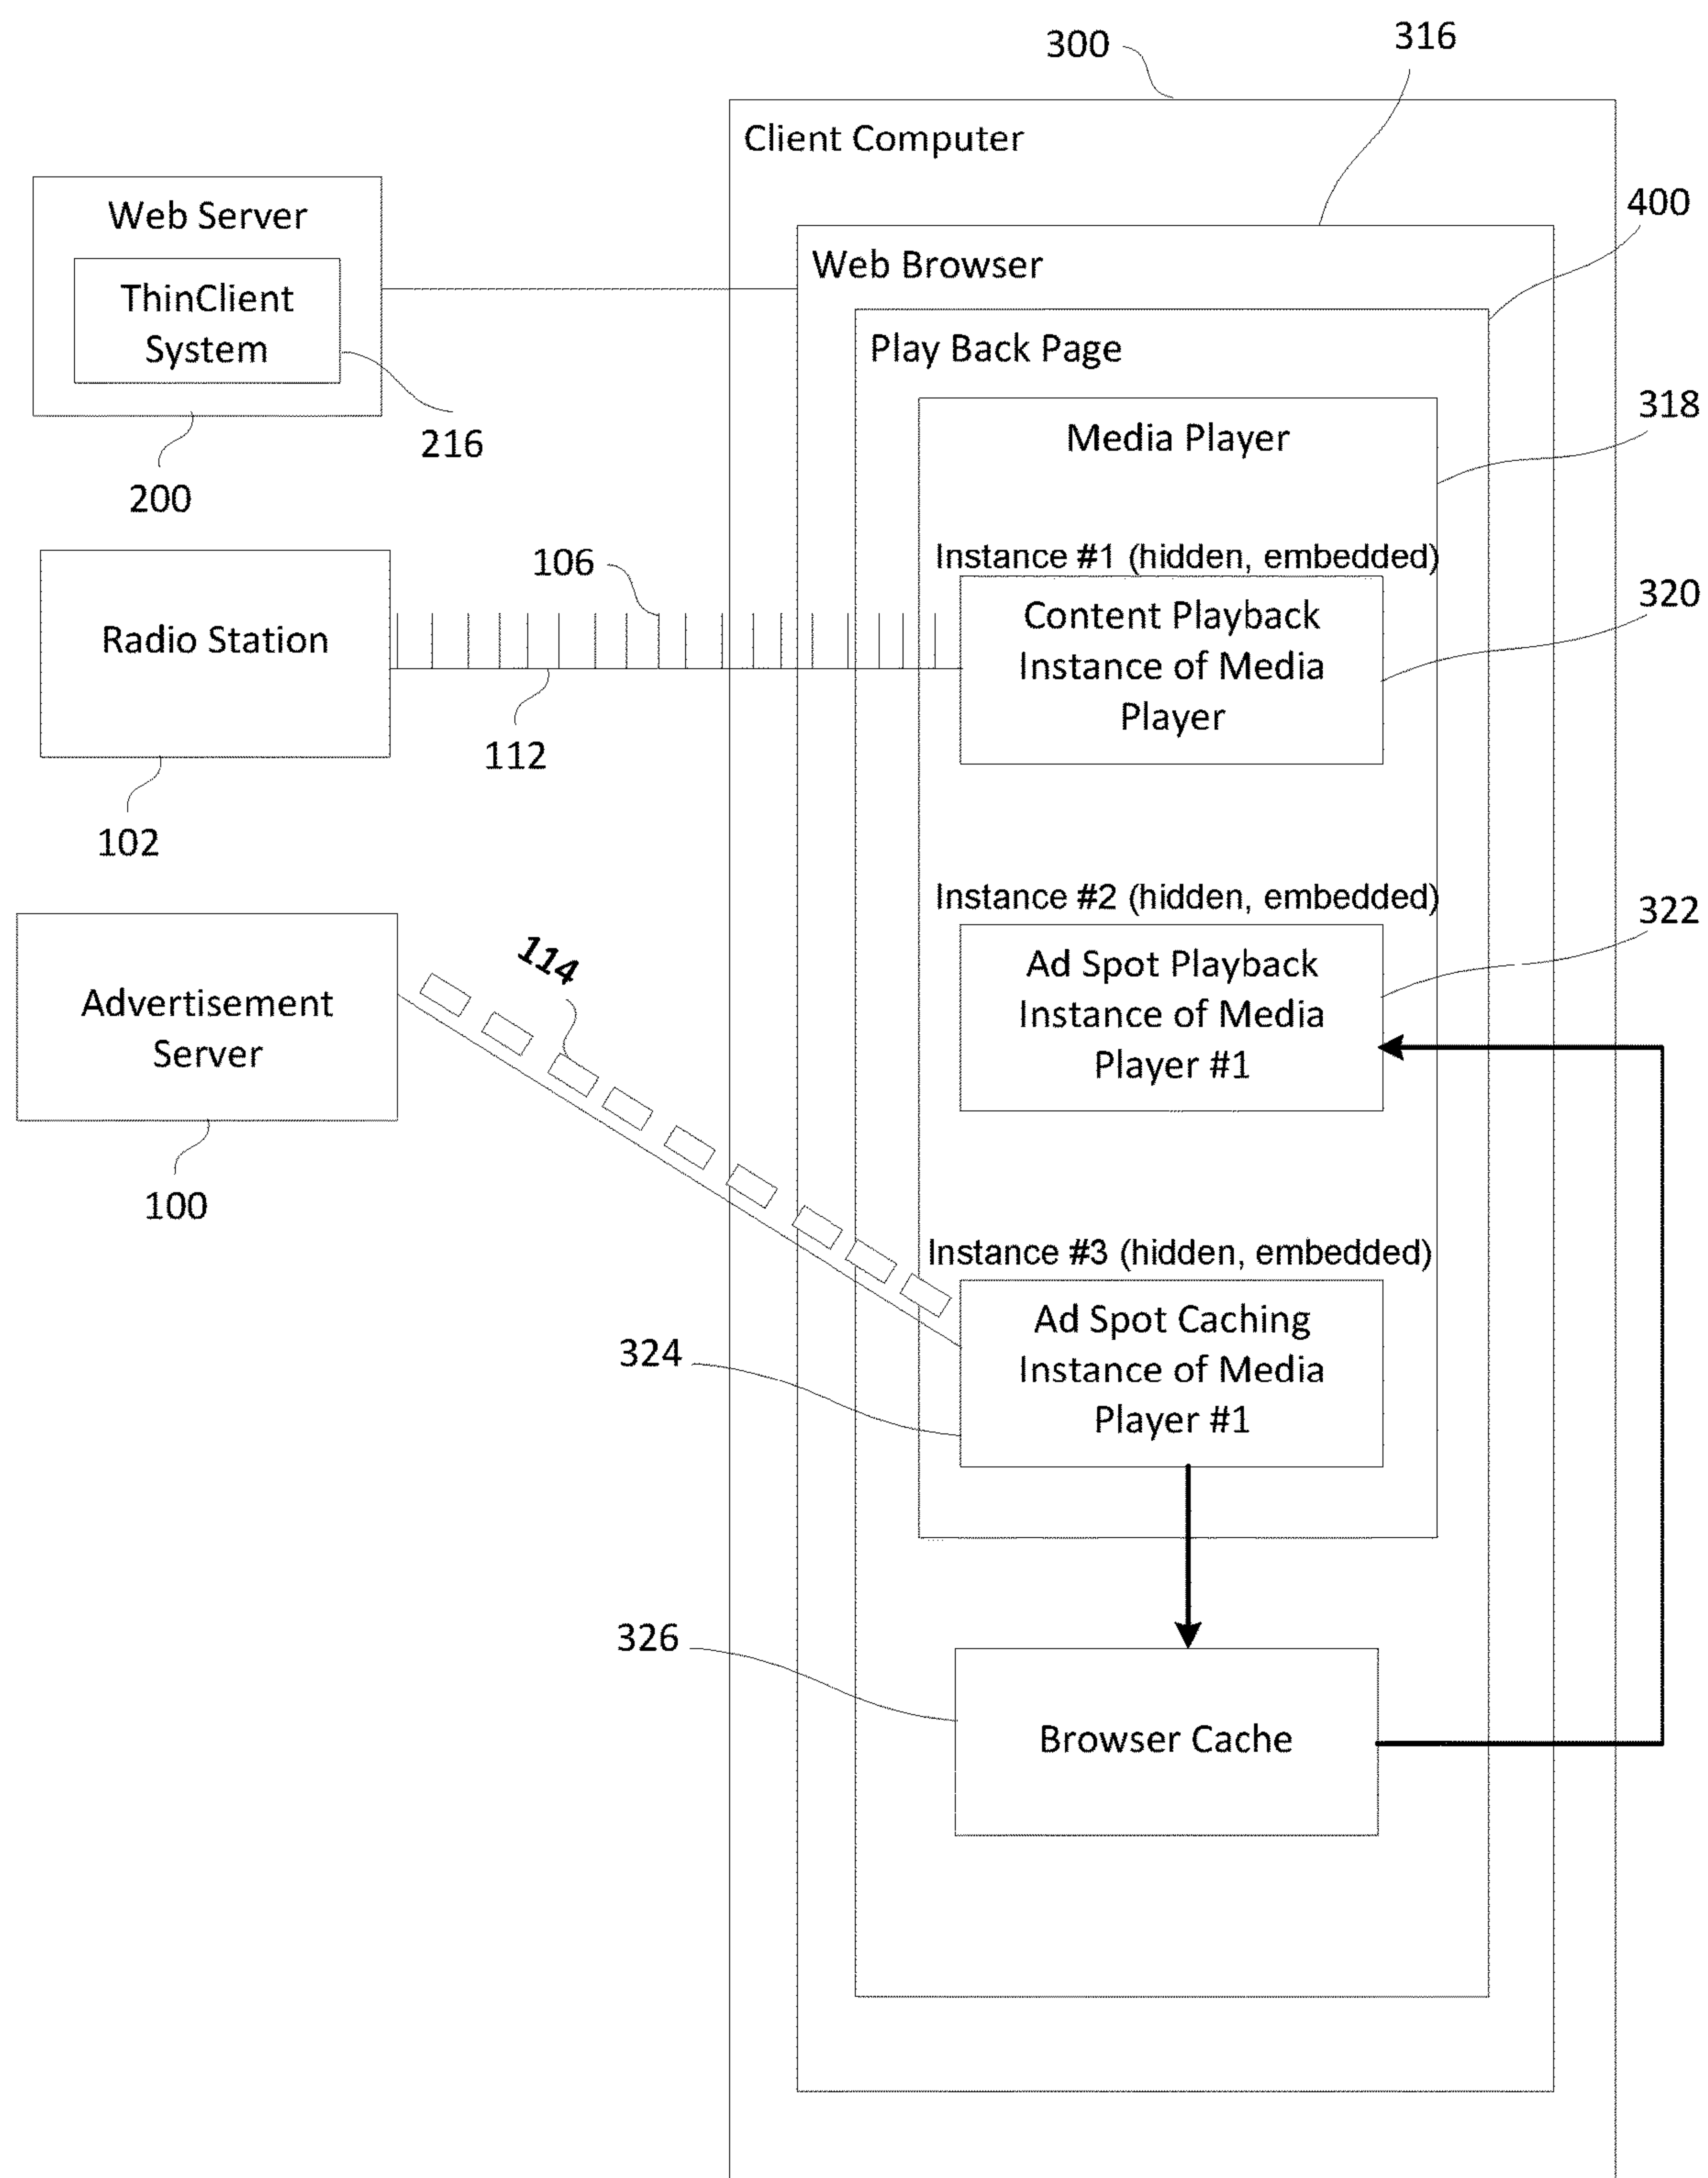 300
316
Client Computer
Web Server
400
ThinClient
System
Web Browser
Play Back Page
216
318
Media Player
200
106
Instance #1 (hidden, embedded)
320
Radio Station
Content Playback
Instance of Media
Player
112
102
Instance #2 (hidden, embedded)
322
114
Advertisement
Server
Ad Spot Playback
Instance of Media
Player #1
100
Instance #3 (hidden, embedded)
324
Ad Spot Caching
Instance of Media
Player #1
326
Browser Cache